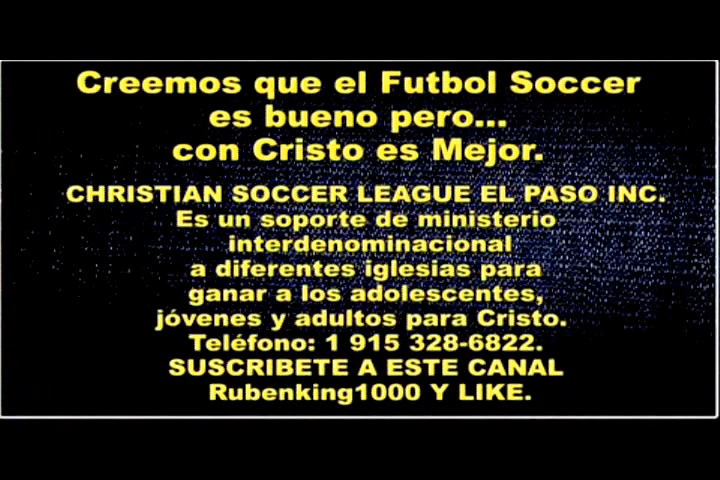 Creemos que el Futbol Soccer
es bueno pero...
con Cristo es Mejor.
CHRISTIAN SOCCER LEAGUE EL PASO INC.
Es un soporte de ministerio
interdenominacional
a diferentes iglesias para
ganar a los adolescentes,
jóvenes y adultos para Cristo.
Teléfono: 1 915 328-6822.
SUSCRIBETE A ESTE CANAL
Rubenking1000 Y LIKE.